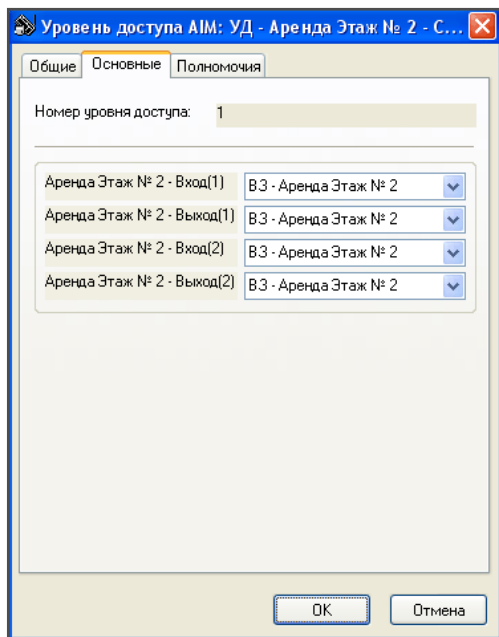 Уровень доступа AIM: УД - Аренда Этаж № 2 - С...
Общие Основные Полномочия
Номер уровня доступа: 1
Аренда Этаж № 2 - Вход(1) ВЗ - Аренда Этаж № 2
Аренда Этаж № 2 - Выход(1) ВЗ - Аренда Этаж № 2
Аренда Этаж № 2 - Вход(2) ВЗ - Аренда Этаж № 2
Аренда Этаж № 2 - Выход(2) ВЗ - Аренда Этаж № 2
OK Отмена